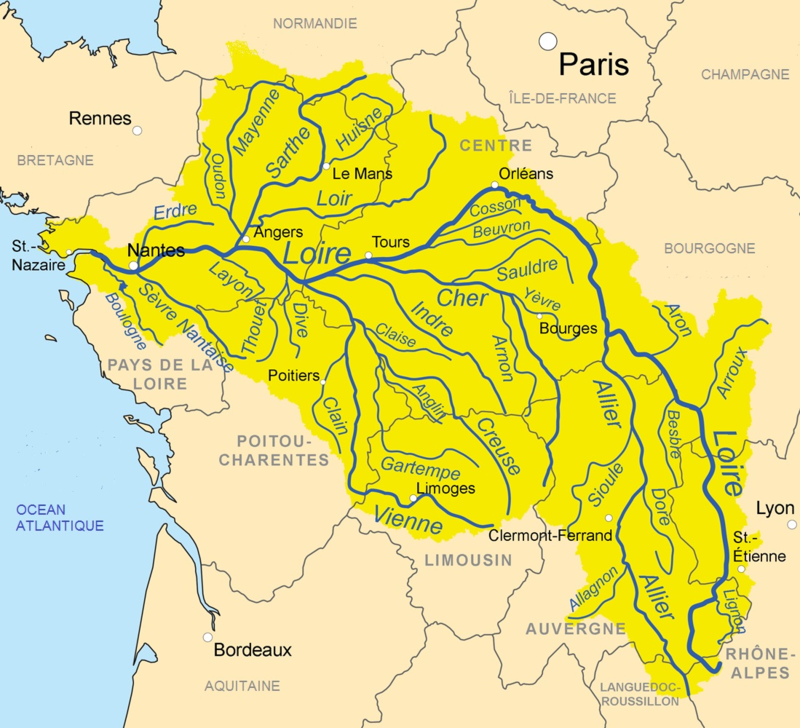 NORMANDIE
Paris
CHAMPAGNE
ÎLE-DE-FRANCE
Rennes
Mayenne
Sarthe
Huisne
BRETAGNE
Oudon
Le Mans
CENTRE
Orléans
Loir
Erdre
Cosson
Beuvron
Angers
Tours
St.-
Nazaire
Nantes
Loire
BOURGOGNE
Layon
Sauldre
Cher
Yèvre
Boulogne
Sèvre Nantaise
Thouet
Dive
Indre
Bourges
Aron
Claise
Arnon
Arroux
PAYS DE LA
LOIRE
Poitiers
Allier
Clain
Anglin
Besbre
POITOU-
CHARENTES
Creuse
Loire
Gartempe
Sioule
Limoges
Dore
OCEAN
ATLANTIQUE
Lyon
Vienne
Clermont-Ferrand
St.-
Étienne
LIMOUSIN
Allagnon
Allier
Lignon
AUVERGNE
Bordeaux
RHÔNE-
ALPES
AQUITAINE
LANGUEDOC-
ROUSSILLON